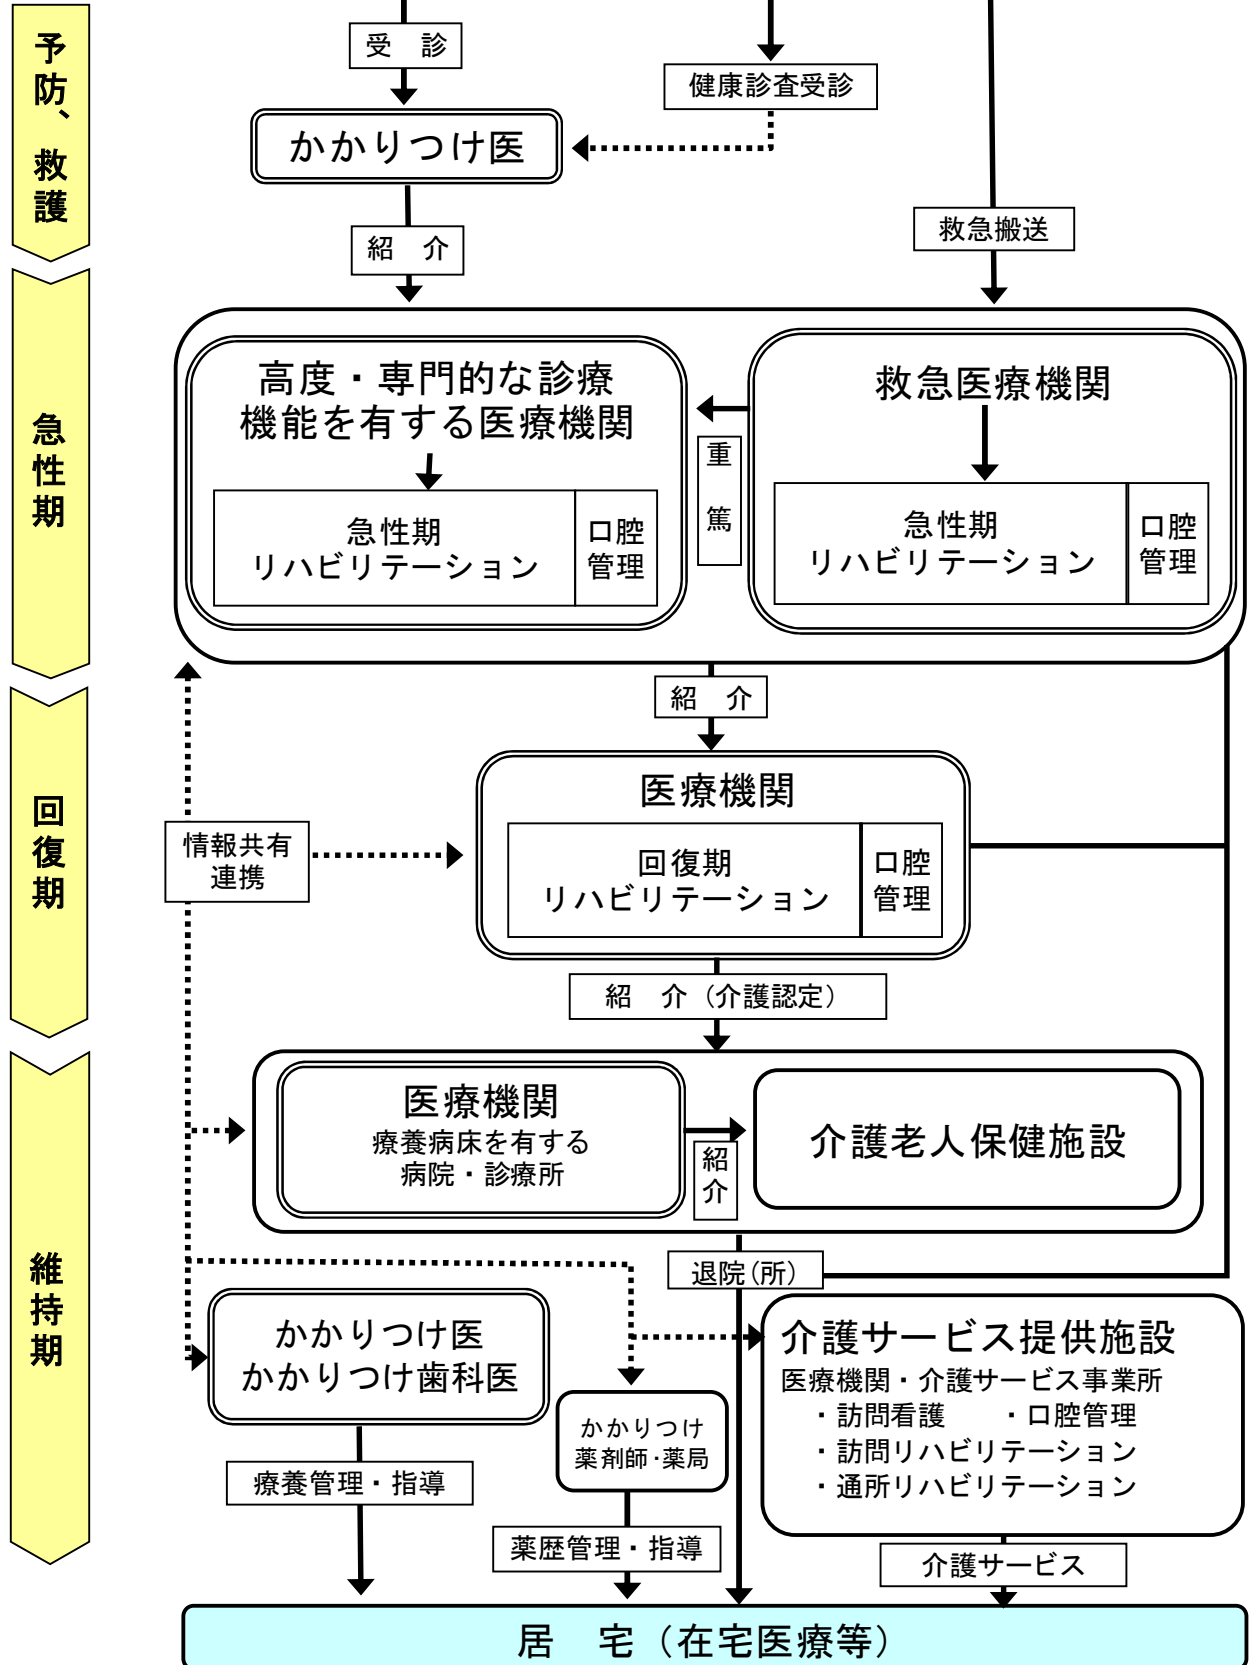 予防、救護
受　診
健康診査受診
かかりつけ医
紹　介
救急搬送
急性期
高度・専門的な診療
機能を有する医療機関
急性期
リハビリテーション
口腔
管理
重篤
救急医療機関
急性期
リハビリテーション
口腔
管理
紹　介
回復期
医療機関
回復期
リハビリテーション
口腔
管理
情報共有
連携
紹　介（介護認定）
維持期
医療機関
療養病床を有する
病院・診療所
紹介
介護老人保健施設
退院(所)
かかりつけ医
かかりつけ歯科医
かかりつけ
薬剤師・薬局
介護サービス提供施設
医療機関・介護サービス事業所
・訪問看護　　・口腔管理
・訪問リハビリテーション
・通所リハビリテーション
療養管理・指導
薬歴管理・指導
介護サービス
居　宅（在宅医療等）